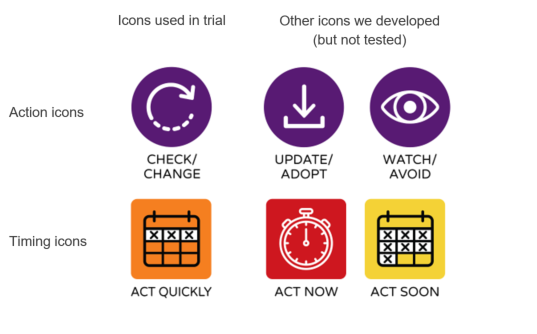 Icons used in trial
Other icons we developed
(but not tested)
Action icons
CHECK/
CHANGE
UPDATE/
ADOPT
WATCH/
AVOID
Timing icons
X X X
X X X
X
X
ACT QUICKLY
ACT NOW
ACT SOON